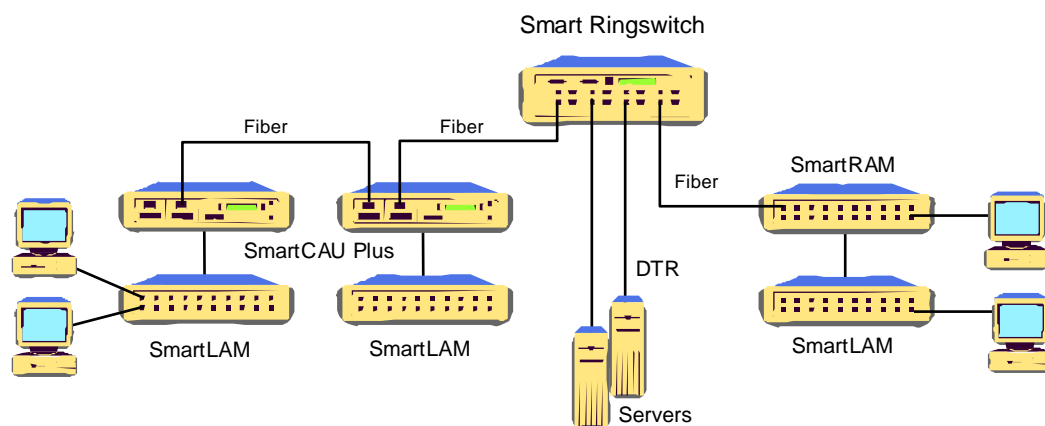 Smart Ringswitch
Fiber
Fiber
SmartRAM
Fiber
SmartCAU Plus
DTR
SmartLAM
SmartLAM
SmartLAM
Servers